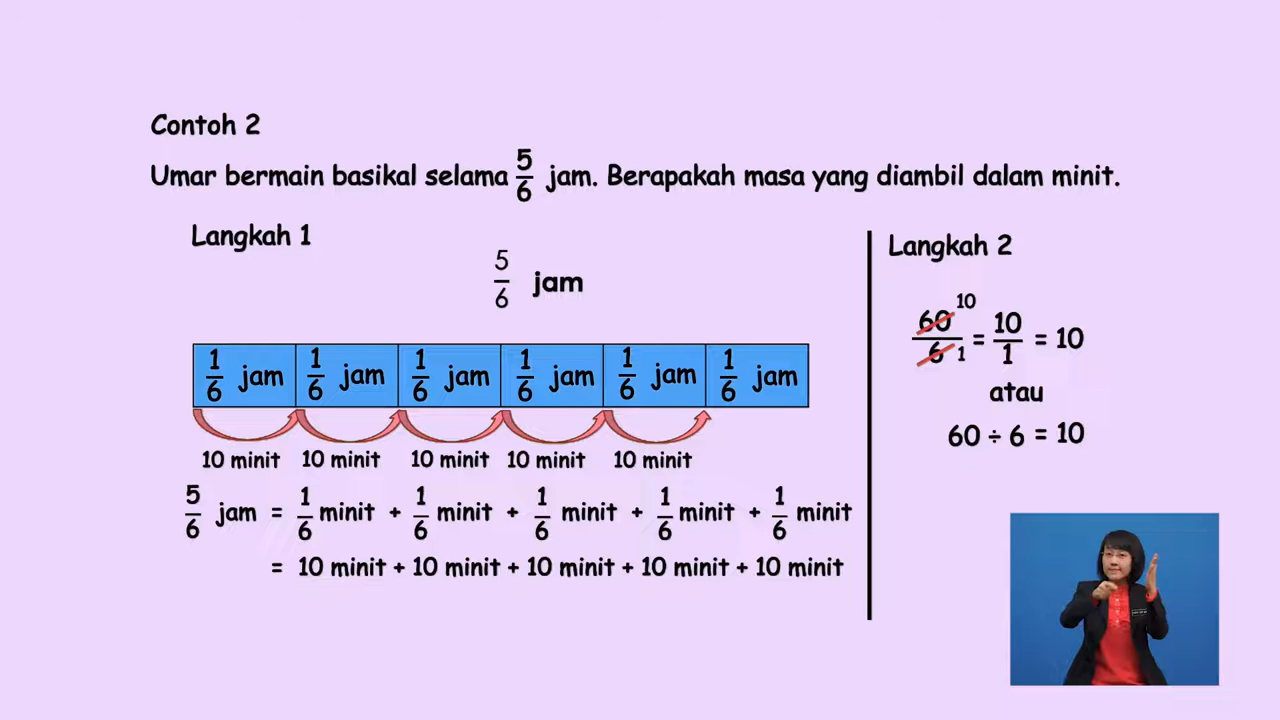 Contoh 2
Umar bermain basikal selama 5/6 jam. Berapakah masa yang diambil dalam minit.
Langkah 1
5/6 jam
1/6 jam 1/6 jam 1/6 jam 1/6 jam 1/6 jam 1/6 jam
10 minit 10 minit 10 minit 10 minit 10 minit
5/6 jam = 1/6 minit + 1/6 minit + 1/6 minit + 1/6 minit + 1/6 minit
= 10 minit + 10 minit + 10 minit + 10 minit + 10 minit
Langkah 2
60/6 10 1 = 10/1 = 10
atau
60 ÷ 6 = 10